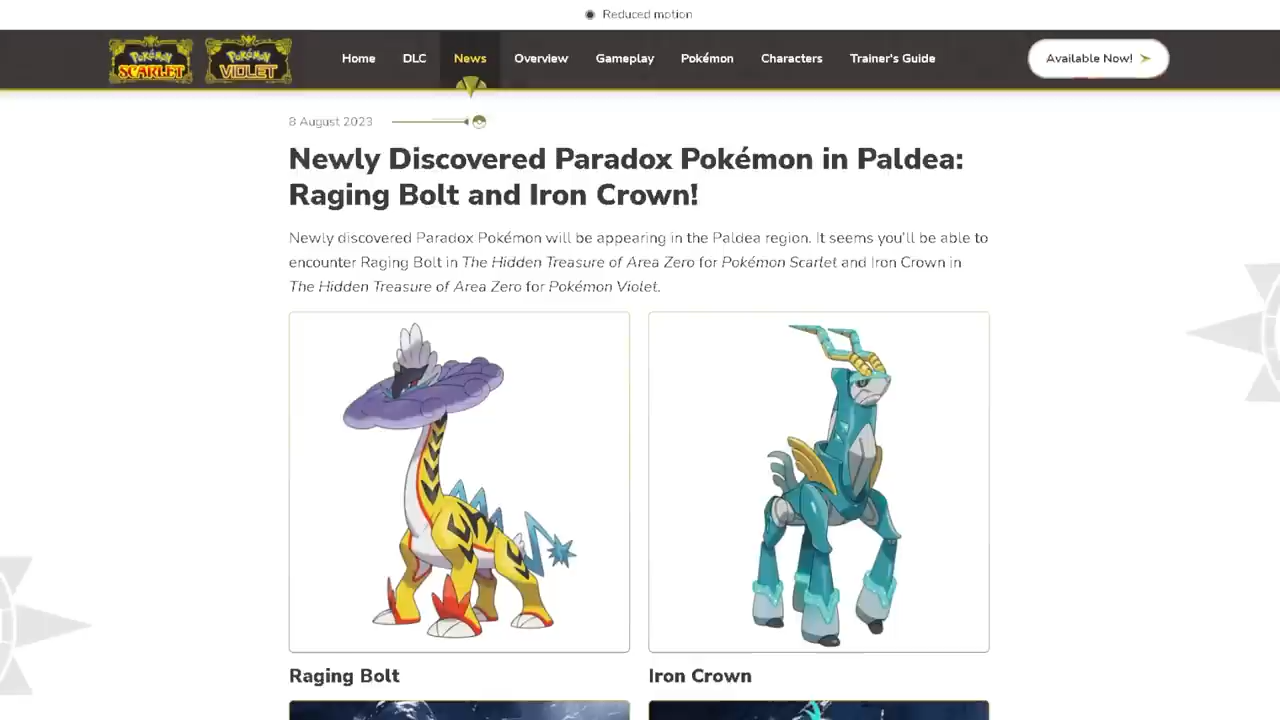 Reduced motion
Pokémon SCARLET Pokémon VIOLET Home DLC News Overview Gameplay Pokémon Characters Trainer's Guide Available Now!
8 August 2023
Newly Discovered Paradox Pokémon in Paldea:
Raging Bolt and Iron Crown!
Newly discovered Paradox Pokémon will be appearing in the Paldea region. It seems you'll be able to
encounter Raging Bolt in The Hidden Treasure of Area Zero for Pokémon Scarlet and Iron Crown in
The Hidden Treasure of Area Zero for Pokémon Violet.
Raging Bolt Iron Crown